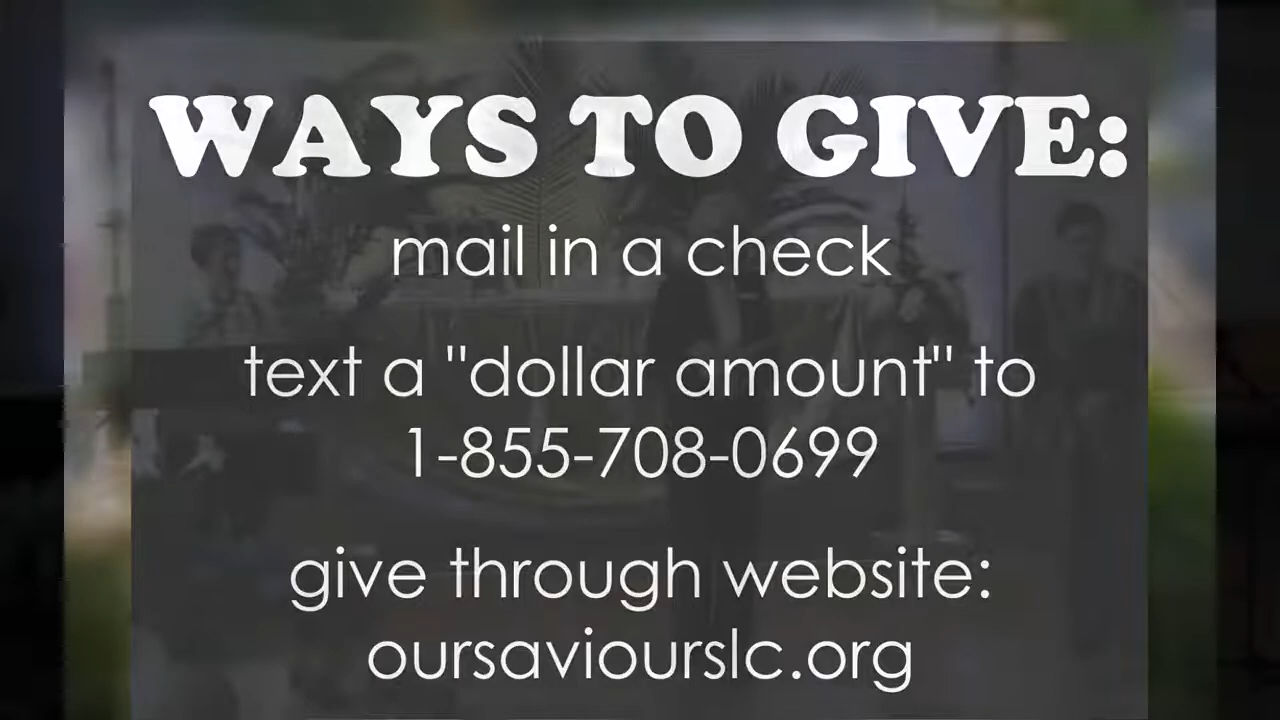 WAYS TO GIVE:
mail in a check
text a "dollar amount" to
1-855-708-0699
give through website:
oursaviourslc.org